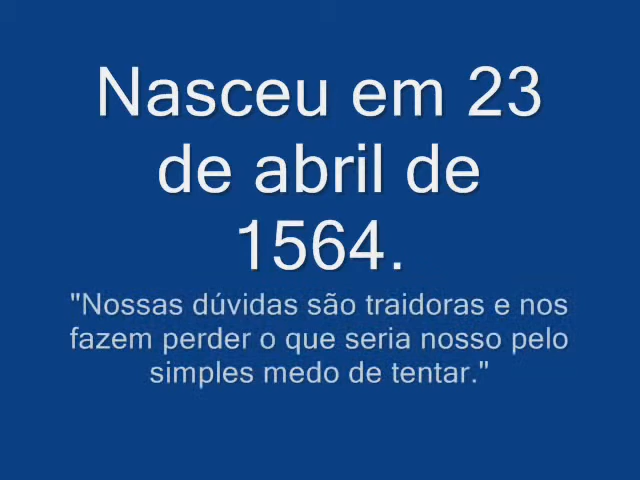 Nasceu em 23
de abril de
1564.
"Nossas dúvidas são traidoras e nos
fazem perder o que seria nosso pelo
simples medo de tentar."